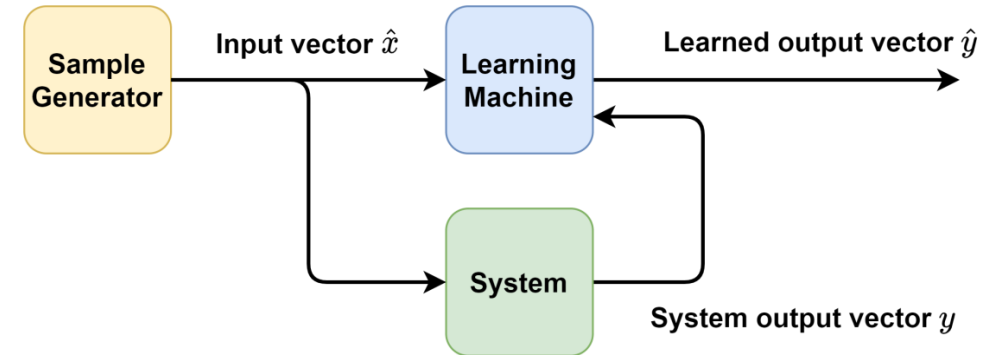 Sample
Generator
Input vector x̂
Learning
Machine
Learned output vector ŷ
System
System output vector y